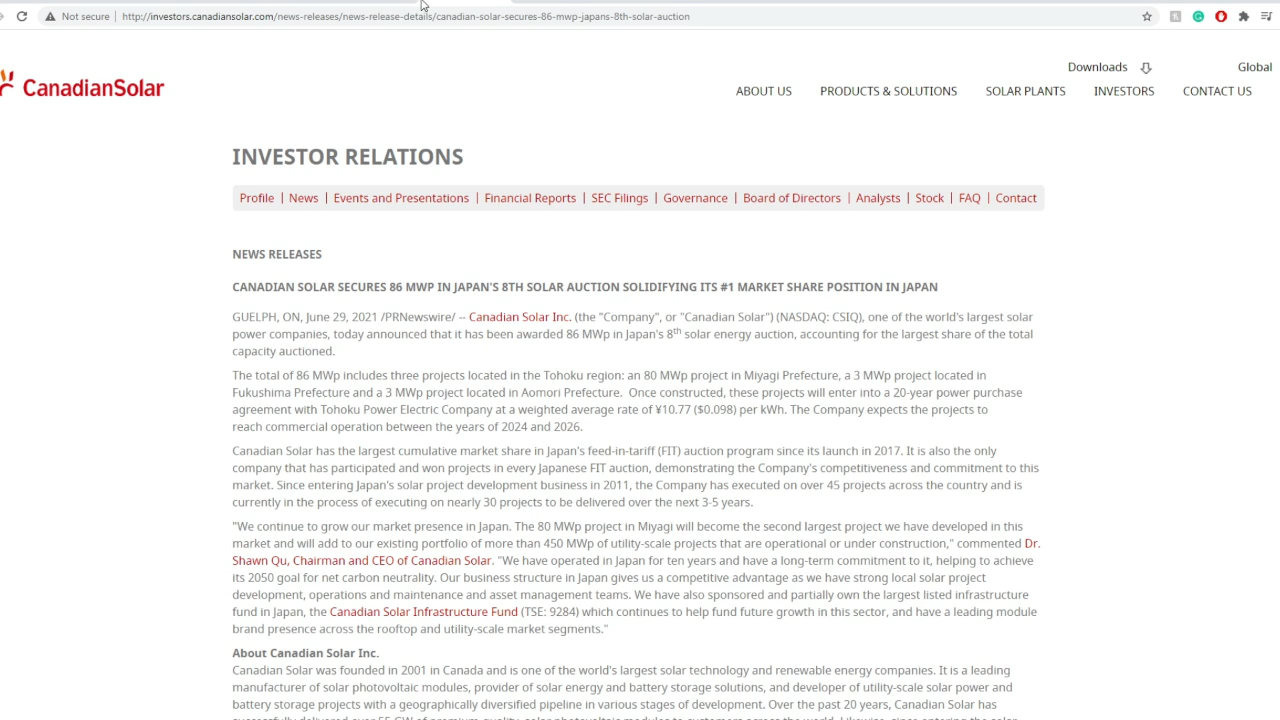 Not secure
http://investors.canadiansolar.com/news-releases/news-release-details/canadian-solar-secures-86-mwp-japans-8th-solar-auction
Downloads
Global
CanadianSolar
ABOUT US
PRODUCTS & SOLUTIONS
SOLAR PLANTS
INVESTORS
CONTACT US
INVESTOR RELATIONS
Profile | News | Events and Presentations | Financial Reports | SEC Filings | Governance | Board of Directors | Analysts | Stock | FAQ | Contact
NEWS RELEASES
CANADIAN SOLAR SECURES 86 MWP IN JAPAN'S 8TH SOLAR AUCTION SOLIDIFYING ITS #1 MARKET SHARE POSITION IN JAPAN
GUELPH, ON, June 29, 2021 /PRNewswire/ -- Canadian Solar Inc. (the "Company", or "Canadian Solar") (NASDAQ: CSIQ), one of the world's largest solar
power companies, today announced that it has been awarded 86 MWp in Japan's 8th solar energy auction, accounting for the largest share of the total
capacity auctioned.
The total of 86 MWp includes three projects located in the Tohoku region: an 80 MWp project in Miyagi Prefecture, a 3 MWp project located in
Fukushima Prefecture and a 3 MWp project located in Aomori Prefecture. Once constructed, these projects will enter into a 20-year power purchase
agreement with Tohoku Power Electric Company at a weighted average rate of ¥10.77 ($0.098) per kWh. The Company expects the projects to
reach commercial operation between the years of 2024 and 2026.
Canadian Solar has the largest cumulative market share in Japan's feed-in-tariff (FIT) auction program since its launch in 2017. It is also the only
company that has participated and won projects in every Japanese FIT auction, demonstrating the Company's competitiveness and commitment to this
market. Since entering Japan's solar project development business in 2011, the Company has executed on over 45 projects across the country and is
currently in the process of executing on nearly 30 projects to be delivered over the next 3-5 years.
"We continue to grow our market presence in Japan. The 80 MWp project in Miyagi will become the second largest project we have developed in this
market and will add to our existing portfolio of more than 450 MWp of utility-scale projects that are operational or under construction," commented Dr.
Shawn Qu, Chairman and CEO of Canadian Solar. "We have operated in Japan for ten years and have a long-term commitment to it, helping to achieve
its 2050 goal for net carbon neutrality. Our business structure in Japan gives us a competitive advantage as we have strong local solar project
development, operations and maintenance and asset management teams. We have also sponsored and partially own the largest listed infrastructure
fund in Japan, the Canadian Solar Infrastructure Fund (TSE: 9284) which continues to help fund future growth in this sector, and have a leading module
brand presence across the rooftop and utility-scale market segments."
About Canadian Solar Inc.
Canadian Solar was founded in 2001 in Canada and is one of the world's largest solar technology and renewable energy companies. It is a leading
manufacturer of solar photovoltaic modules, provider of solar energy and battery storage solutions, and developer of utility-scale solar power and
battery storage projects with a geographically diversified pipeline in various stages of development. Over the past 20 years, Canadian Solar has